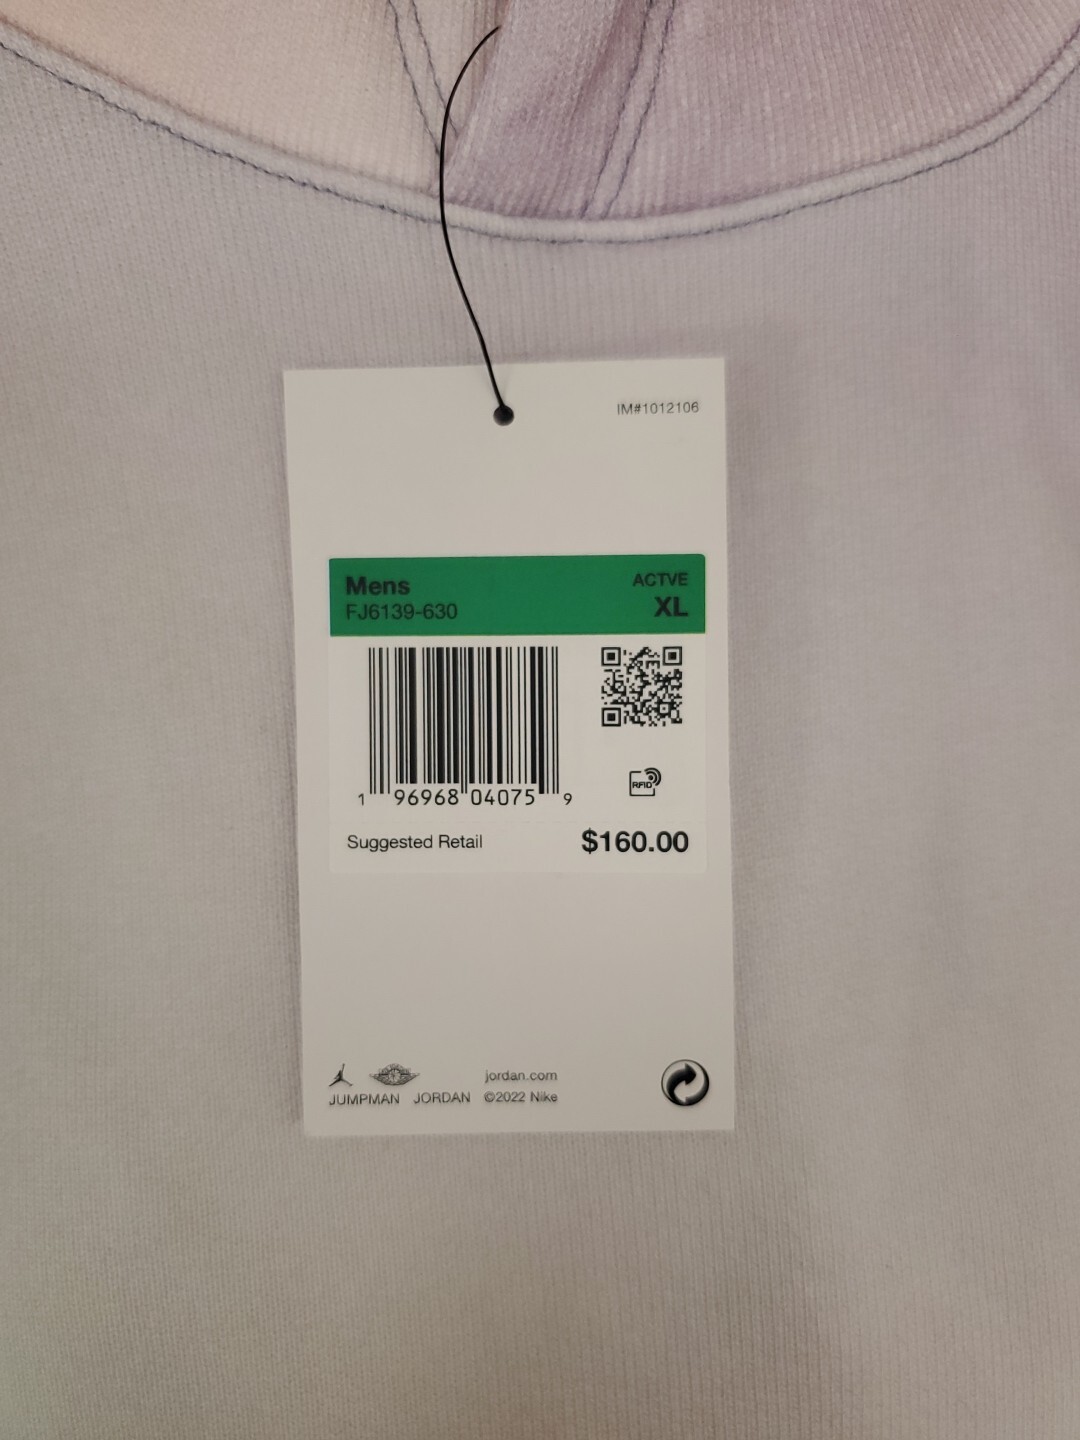 IM#1012106
Mens
ACTVE
FJ6139-630
XL
RFID
1 96968 04075 9
Suggested Retail $160.00
jordan.com
JUMPMAN JORDAN ©2022 Nike